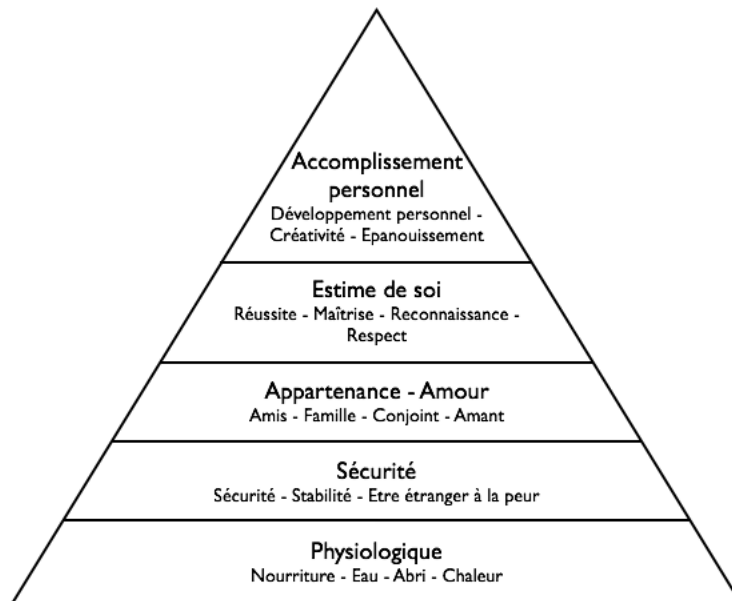 Accomplissement
personnel
Développement personnel -
Créativité - Epanouissement
Estime de soi
Réussite - Maîtrise - Reconnaissance -
Respect
Appartenance - Amour
Amis - Famille - Conjoint - Amant
Sécurité
Sécurité - Stabilité - Etre étranger à la peur
Physiologique
Nourriture - Eau - Abri - Chaleur